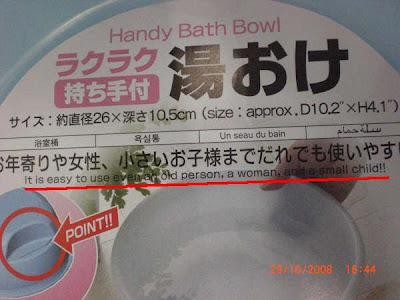 Handy Bath Bowl
ラクラク
持ち手付
湯おけ
サイズ：約直径26×深さ10,5cm (size : approx . D10.2"×H4.1")
浴室桶 욕실통 Un seau du bain سلة حمام
お年寄りや女性、小さいお子様までだれでも使いやすい
It is easy to use even an old person, a woman, and a small child!!
POINT!!
28/10/2008 16:44